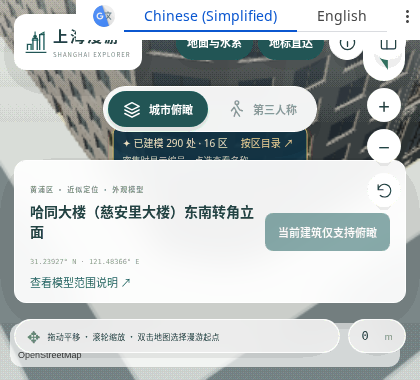 Chinese (Simplified)
English
上海漫游
SHANGHAI EXPLORER
地面与水系
地标直达
城市俯瞰
第三人称
✦ 已建模 290 处 · 16 区 按区目录 ↗
黄浦区 · 近似定位 · 外观模型
哈同大楼（慈安里大楼）东南转角立面
当前建筑仅支持俯瞰
31.23927° N · 121.48366° E
查看模型范围说明 ↗
拖动平移 · 滚轮缩放 · 双击地图选择漫游起点
0 m
OpenStreetMap